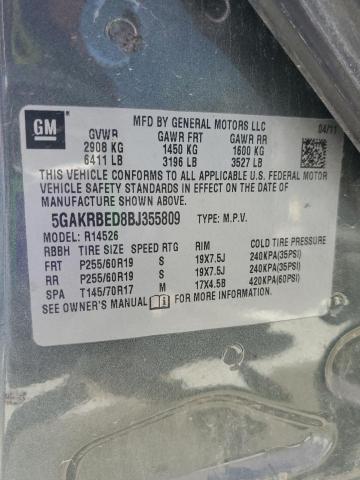 GM
MFD BY GENERAL MOTORS LLC 04/11
GVWR GAWR FRT GAWR RR
2908 KG 1450 KG 1600 KG
6411 LB 3196 LB 3527 LB
THIS VEHICLE CONFORMS TO ALL APPLICABLE U.S. FEDERAL MOTOR
VEHICLE SAFETY AND THEFT PREVENTION STANDARDS IN EFFECT ON THE DATE OF
MANUFACTURE SHOWN ABOVE.
5GAKRBED8BJ355809 TYPE: M.P.V.
MODEL: R14526
RBBH TIRE SIZE SPEED RTG RIM COLD TIRE PRESSURE
FRT P255/60R19 S 19X7.5J 240KPA(35PSI)
RR P255/60R19 S 19X7.5J 240KPA(35PSI)
SPA T145/70R17 M 17X4.5B 420KPA(60PSI)
SEE OWNER'S MANUAL FOR MORE INFORMATION.